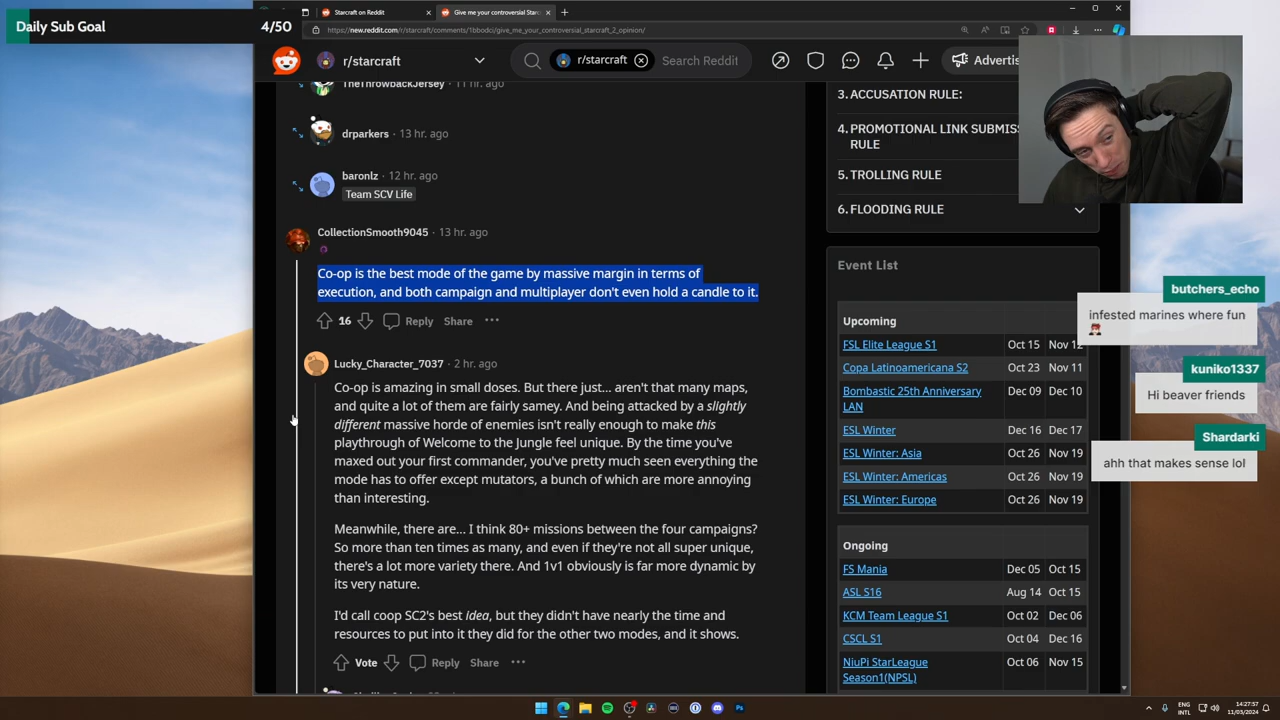 Daily Sub Goal
4/50
Starcraft on Reddit
Give me your controversial Starc
https://new.reddit.com/r/starcraft/comments/1bbodci/give_me_your_controversial_starcraft_2_opinion/
r/starcraft
r/starcraft
Search Reddit
Advertis
TheThrowbackJersey · 11 hr. ago
drparkers · 13 hr. ago
baronlz · 12 hr. ago
Team SCV Life
CollectionSmooth9045 · 13 hr. ago
Co-op is the best mode of the game by massive margin in terms of
execution, and both campaign and multiplayer don't even hold a candle to it.
16
Reply
Share
Lucky_Character_7037 · 2 hr. ago
Co-op is amazing in small doses. But there just... aren't that many maps,
and quite a lot of them are fairly samey. And being attacked by a slightly
different massive horde of enemies isn't really enough to make this
playthrough of Welcome to the Jungle feel unique. By the time you've
maxed out your first commander, you've pretty much seen everything the
mode has to offer except mutators, a bunch of which are more annoying
than interesting.
Meanwhile, there are... I think 80+ missions between the four campaigns?
So more than ten times as many, and even if they're not all super unique,
there's a lot more variety there. And 1v1 obviously is far more dynamic by
its very nature.
I'd call coop SC2's best idea, but they didn't have nearly the time and
resources to put into it they did for the other two modes, and it shows.
Vote
Reply
Share
3. ACCUSATION RULE:
4. PROMOTIONAL LINK SUBMISS
RULE
5. TROLLING RULE
6. FLOODING RULE
Event List
Upcoming
FSL Elite League S1 Oct 15 Nov 12
Copa Latinoamericana S2 Oct 23 Nov 11
Bombastic 25th Anniversary Dec 09 Dec 10
LAN
ESL Winter Dec 16 Dec 17
ESL Winter: Asia Oct 26 Nov 19
ESL Winter: Americas Oct 26 Nov 19
ESL Winter: Europe Oct 26 Nov 19
Ongoing
FS Mania Dec 05 Oct 15
ASL S16 Aug 14 Oct 15
KCM Team League S1 Oct 02 Dec 06
CSCL S1 Oct 04 Dec 16
NiuPi StarLeague Oct 06 Nov 15
Season1(NPSL)
butchers_echo
infested marines where fun
kuniko1337
Hi beaver friends
Shardarki
ahh that makes sense lol
ENG
INTL
14:27:57
11/03/2024